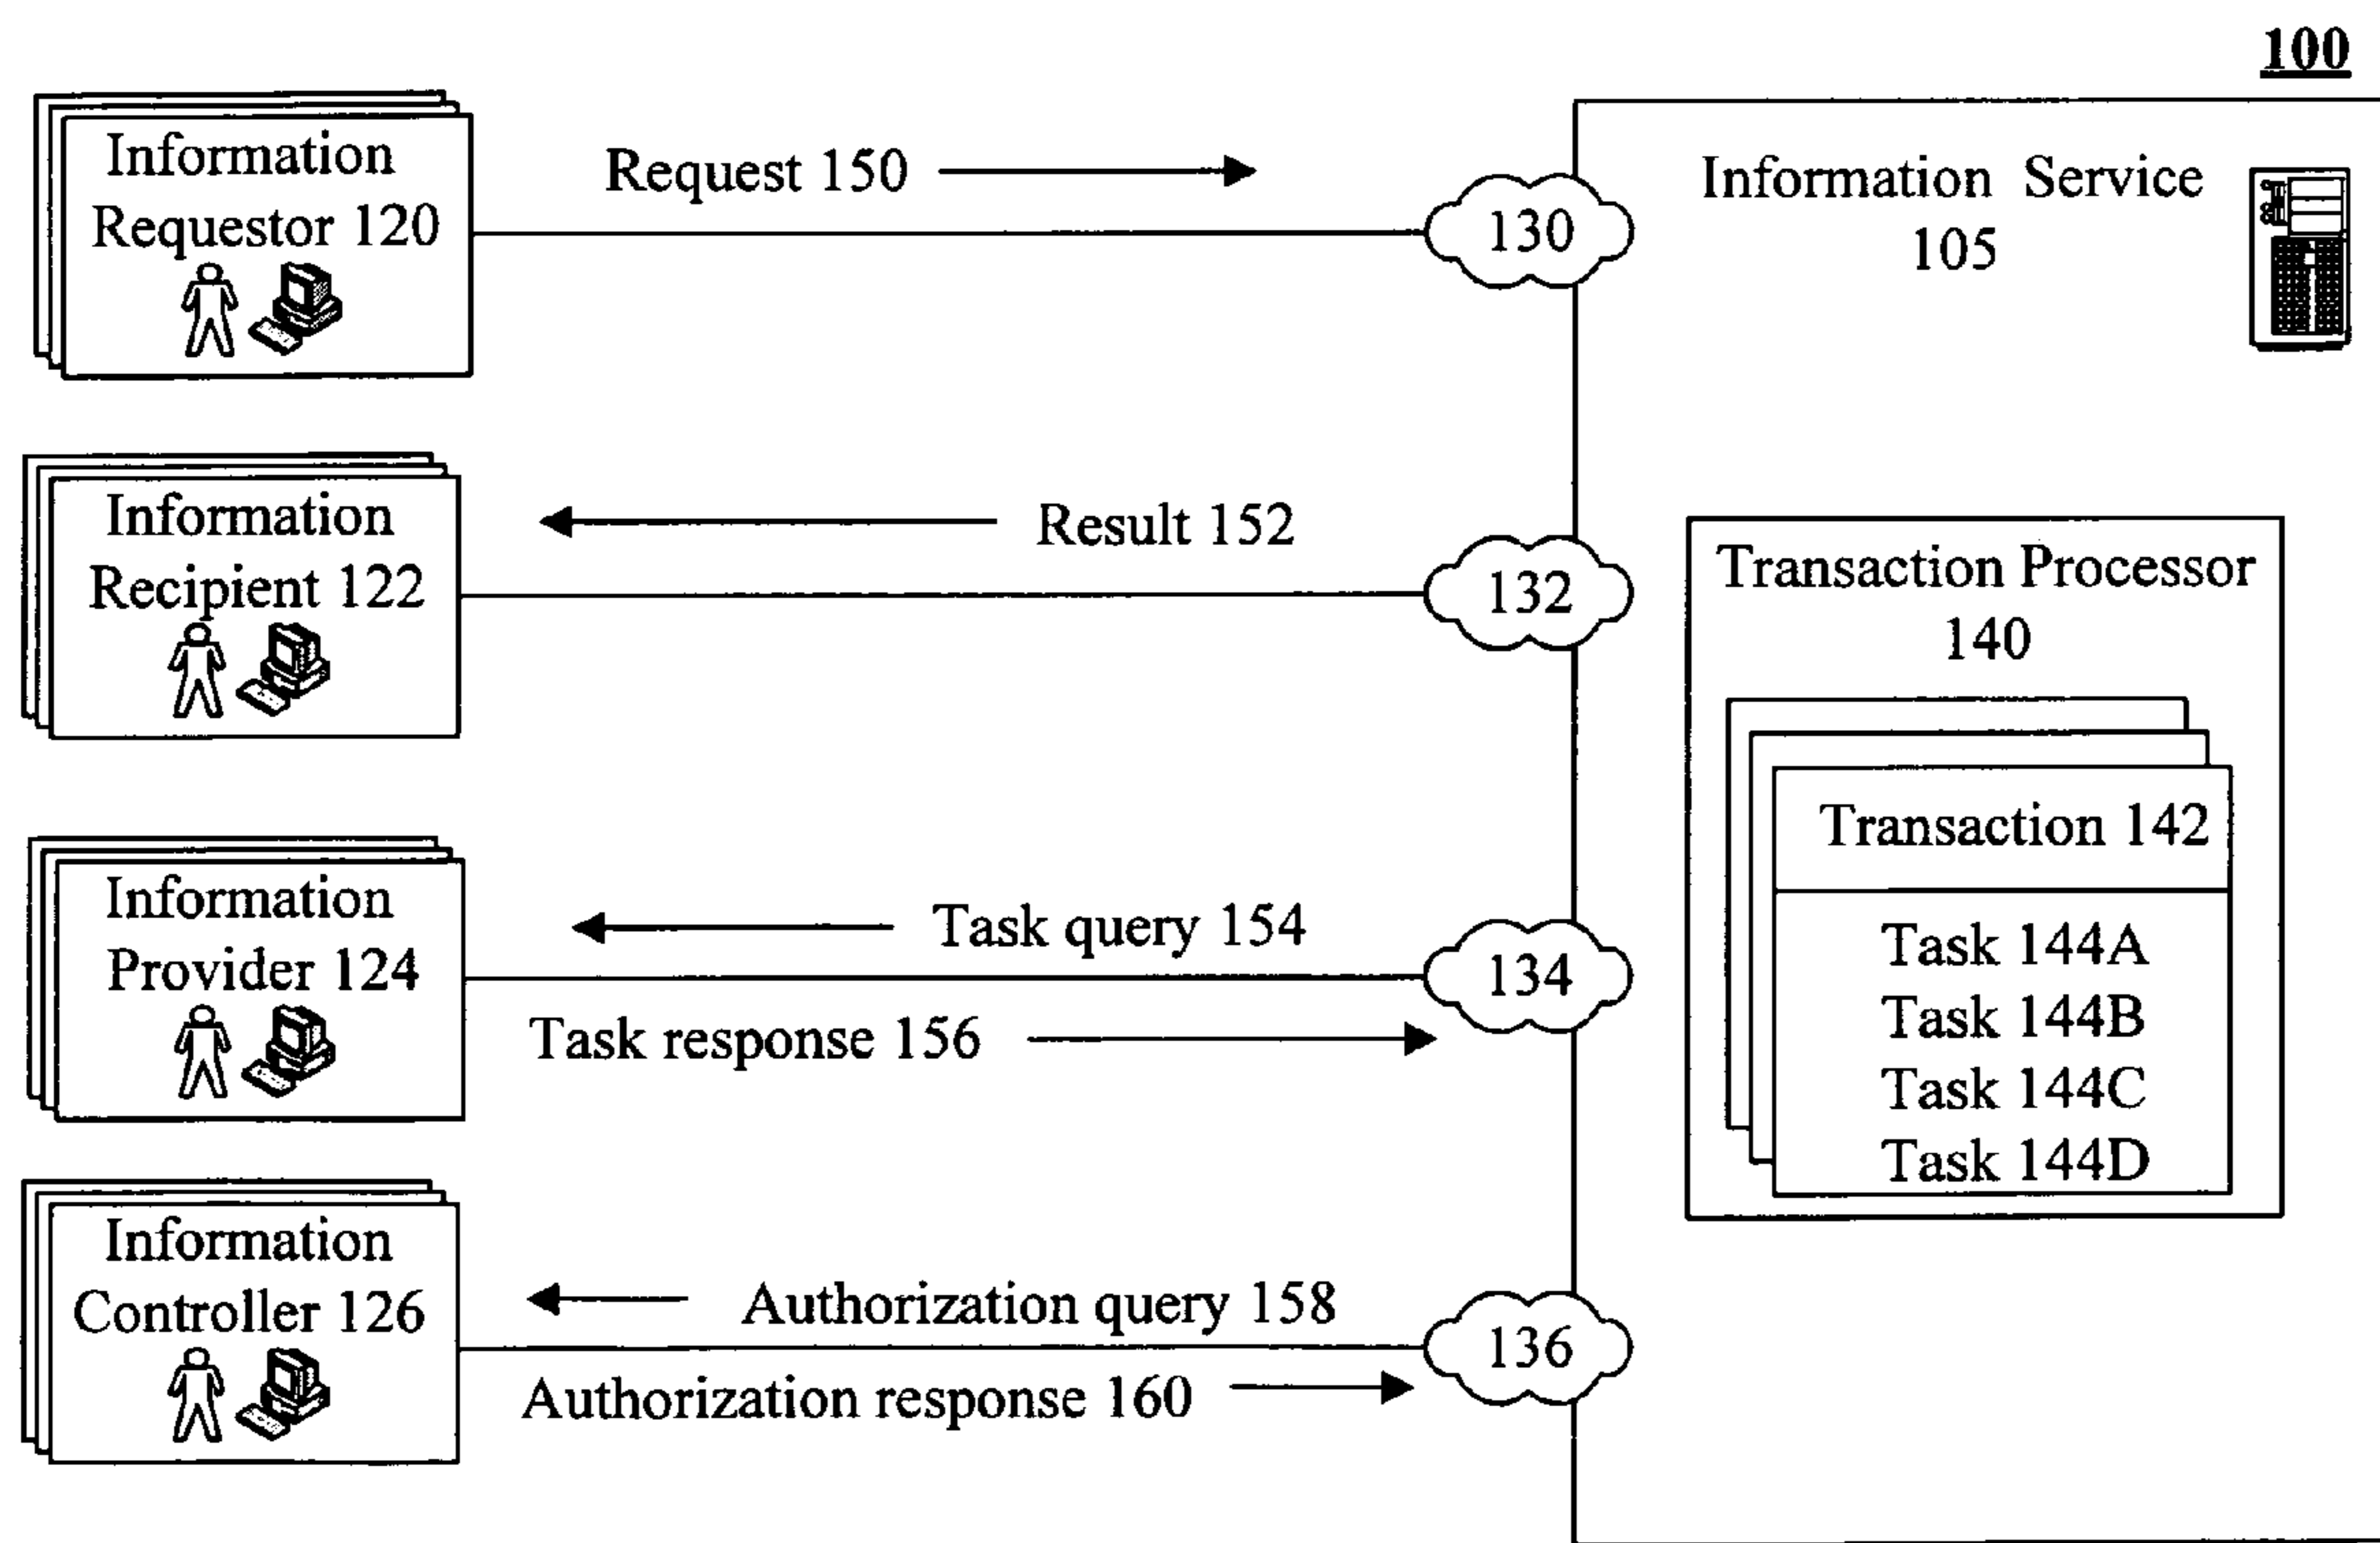 100
Information
Requestor 120
Request 150
130
Information Service
105
Information
Recipient 122
Result 152
132
Transaction Processor
140
Transaction 142
Task 144A
Task 144B
Task 144C
Task 144D
Information
Provider 124
Task query 154
Task response 156
134
Information
Controller 126
Authorization query 158
Authorization response 160
136